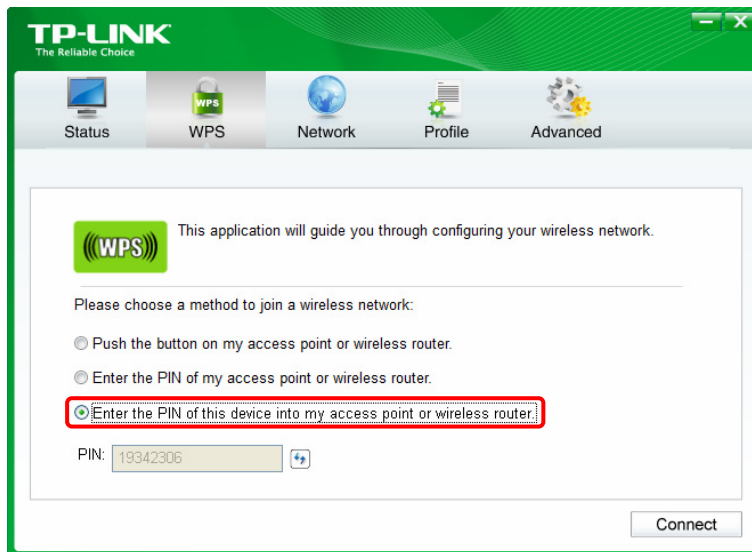 TP-LINK
The Reliable Choice
Status WPS Network Profile Advanced
WPS
This application will guide you through configuring your wireless network.
(((WPS)))
Please choose a method to join a wireless network:
Push the button on my access point or wireless router.
Enter the PIN of my access point or wireless router.
Enter the PIN of this device into my access point or wireless router.
PIN: 19342306
Connect